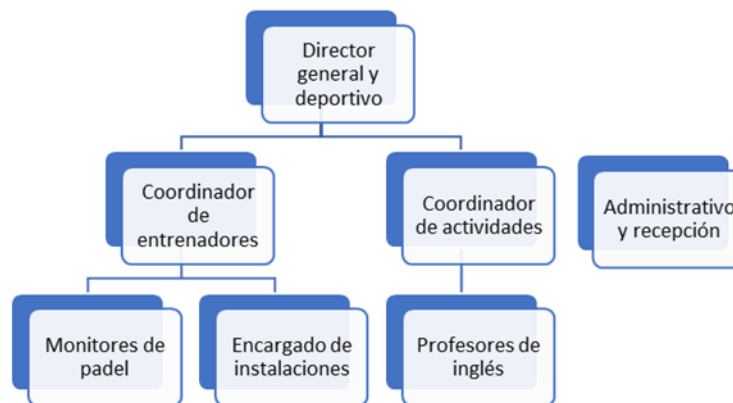 Director
general y
deportivo
Coordinador
de
entrenadores
Coordinador
de actividades
Administrativo
y recepción
Monitores de
padel
Encargado de
instalaciones
Profesores de
inglés